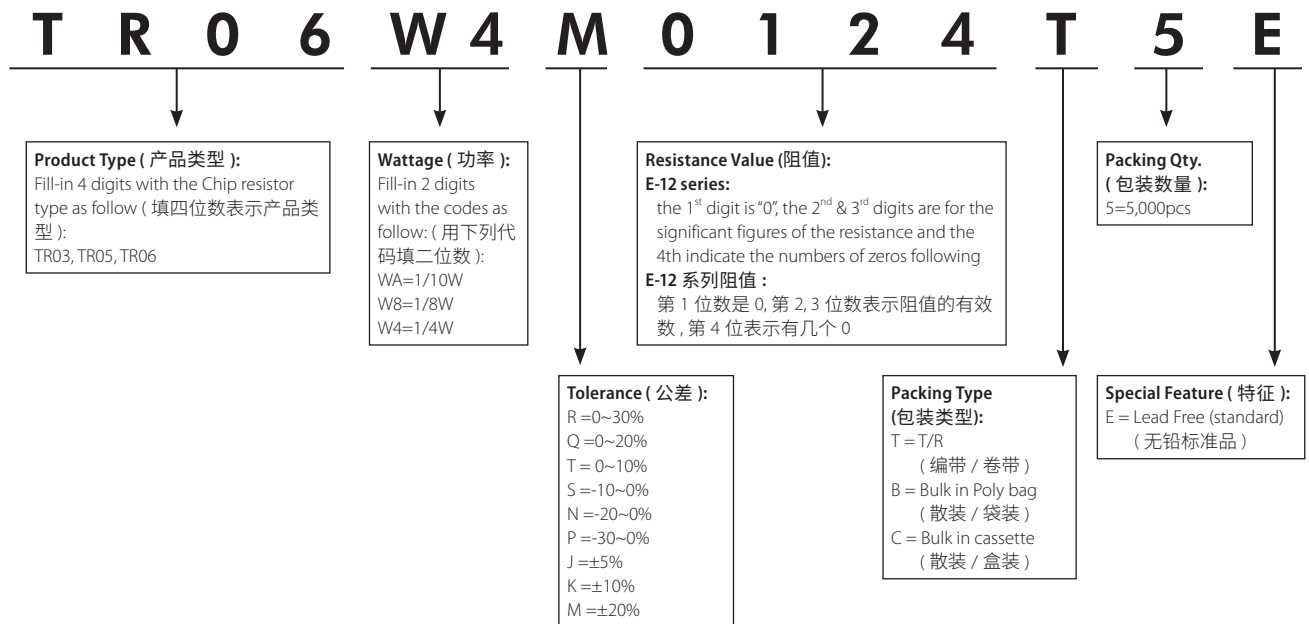 T R 0 6 W 4 M 0 1 2 4 T 5 E
Product Type ( 产品类型 ):
Fill-in 4 digits with the Chip resistor
type as follow ( 填四位数表示产品类
型 ):
TR03, TR05, TR06
Wattage ( 功率 ):
Fill-in 2 digits
with the codes as
follow: ( 用下列代
码填二位数 ):
WA=1/10W
W8=1/8W
W4=1/4W
Resistance Value (阻值):
E-12 series:
the 1st digit is "0", the 2nd & 3rd digits are for the
significant figures of the resistance and the
4th indicate the numbers of zeros following
E-12 系列阻值 :
第 1 位数是 0, 第 2, 3 位数表示阻值的有效
数 , 第 4 位表示有几个 0
Packing Qty.
( 包装数量 ):
5=5,000pcs
Tolerance ( 公差 ):
R =0~30%
Q =0~20%
T = 0~10%
S =-10~0%
N =-20~0%
P =-30~0%
J =±5%
K =±10%
M =±20%
Packing Type
(包装类型):
T = T/R
( 编带 / 卷带 )
B = Bulk in Poly bag
( 散装 / 袋装 )
C = Bulk in cassette
( 散装 / 盒装 )
Special Feature ( 特征 ):
E = Lead Free (standard)
( 无铅标准品 )